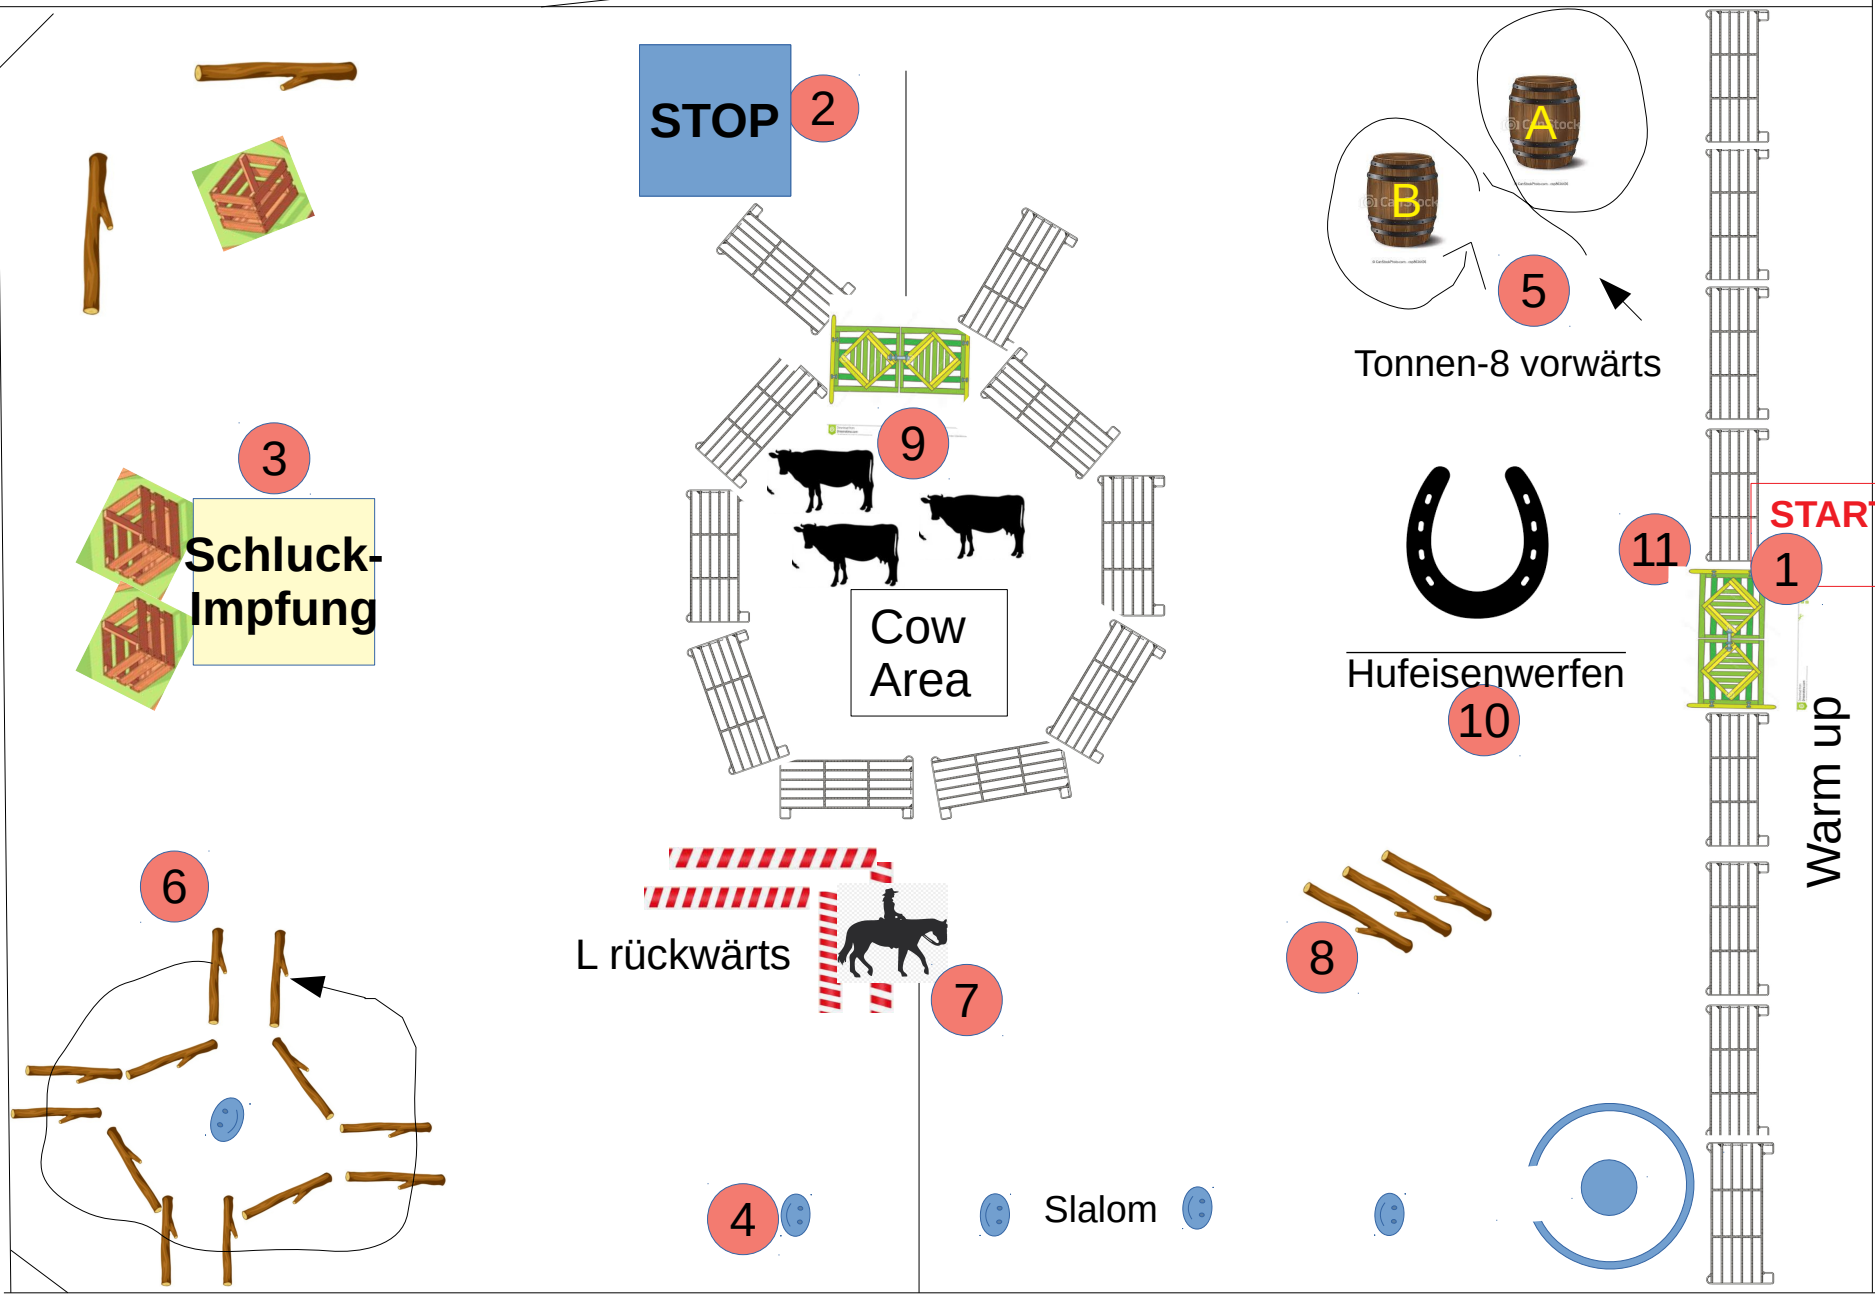 STOP
2
A
B
5
Tonnen-8 vorwärts
3
Schluck-
Impfung
9
Cow
Area
START
11
1
Hufeisenwerfen
10
Warm up
6
L rückwärts
7
8
4
Slalom